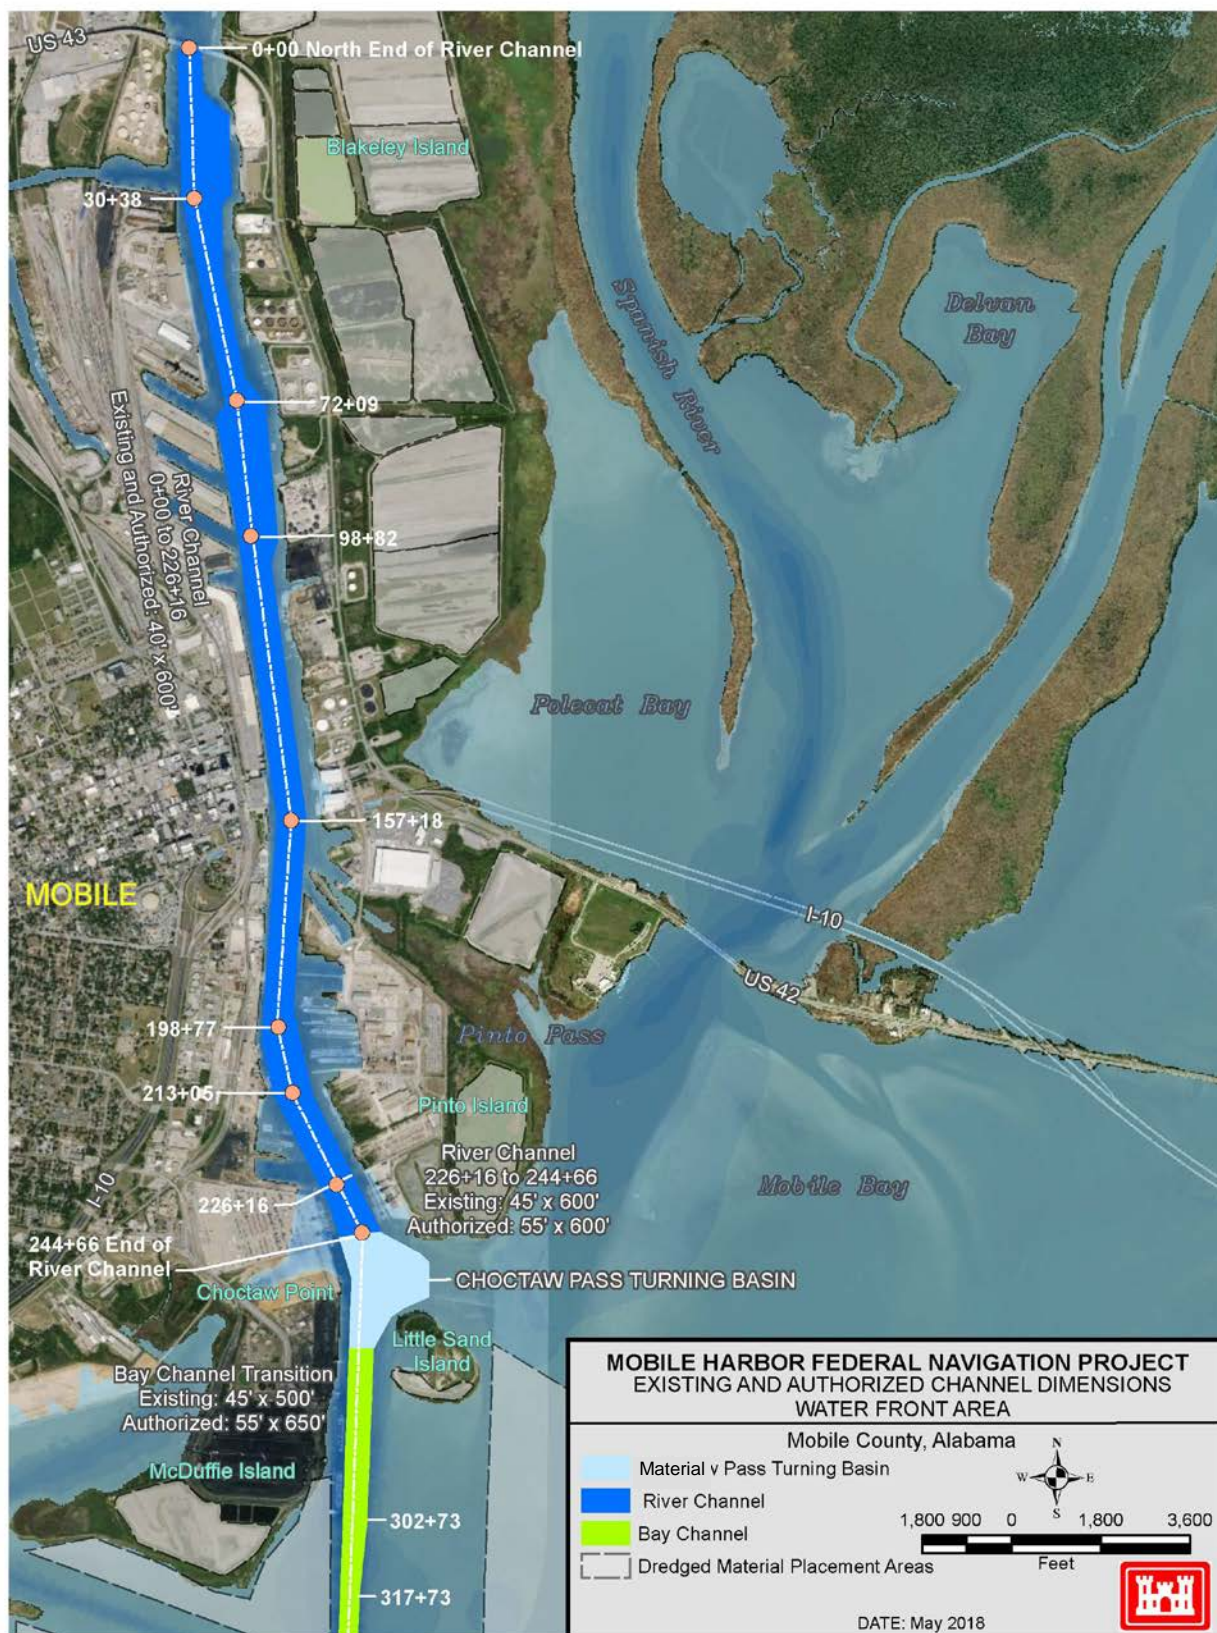 US 43
0+00 North End of River Channel
Blakeley Island
30+38
Spanish River
Delvan
Bay
72+09
River Channel
0+00 to 226+16
Existing and Authorized: 40' x 600'
98+82
Polecat Bay
157+18
MOBILE
I-10
US 42
198+77
Pinto Pass
213+05
Pinto Island
River Channel
226+16 to 244+66
Existing: 45' x 600'
Authorized: 55' x 600'
Mobile Bay
I-10
226+16
244+66 End of
River Channel
CHOCTAW PASS TURNING BASIN
Choctaw Point
Little Sand
Island
Bay Channel Transition
Existing: 45' x 500'
Authorized: 55' x 650'
McDuffie Island
302+73
317+73
MOBILE HARBOR FEDERAL NAVIGATION PROJECT
EXISTING AND AUTHORIZED CHANNEL DIMENSIONS
WATER FRONT AREA
Mobile County, Alabama
Material v Pass Turning Basin
River Channel
Bay Channel
Dredged Material Placement Areas
N
W E
S
1,800 900 0 1,800 3,600
Feet
DATE: May 2018